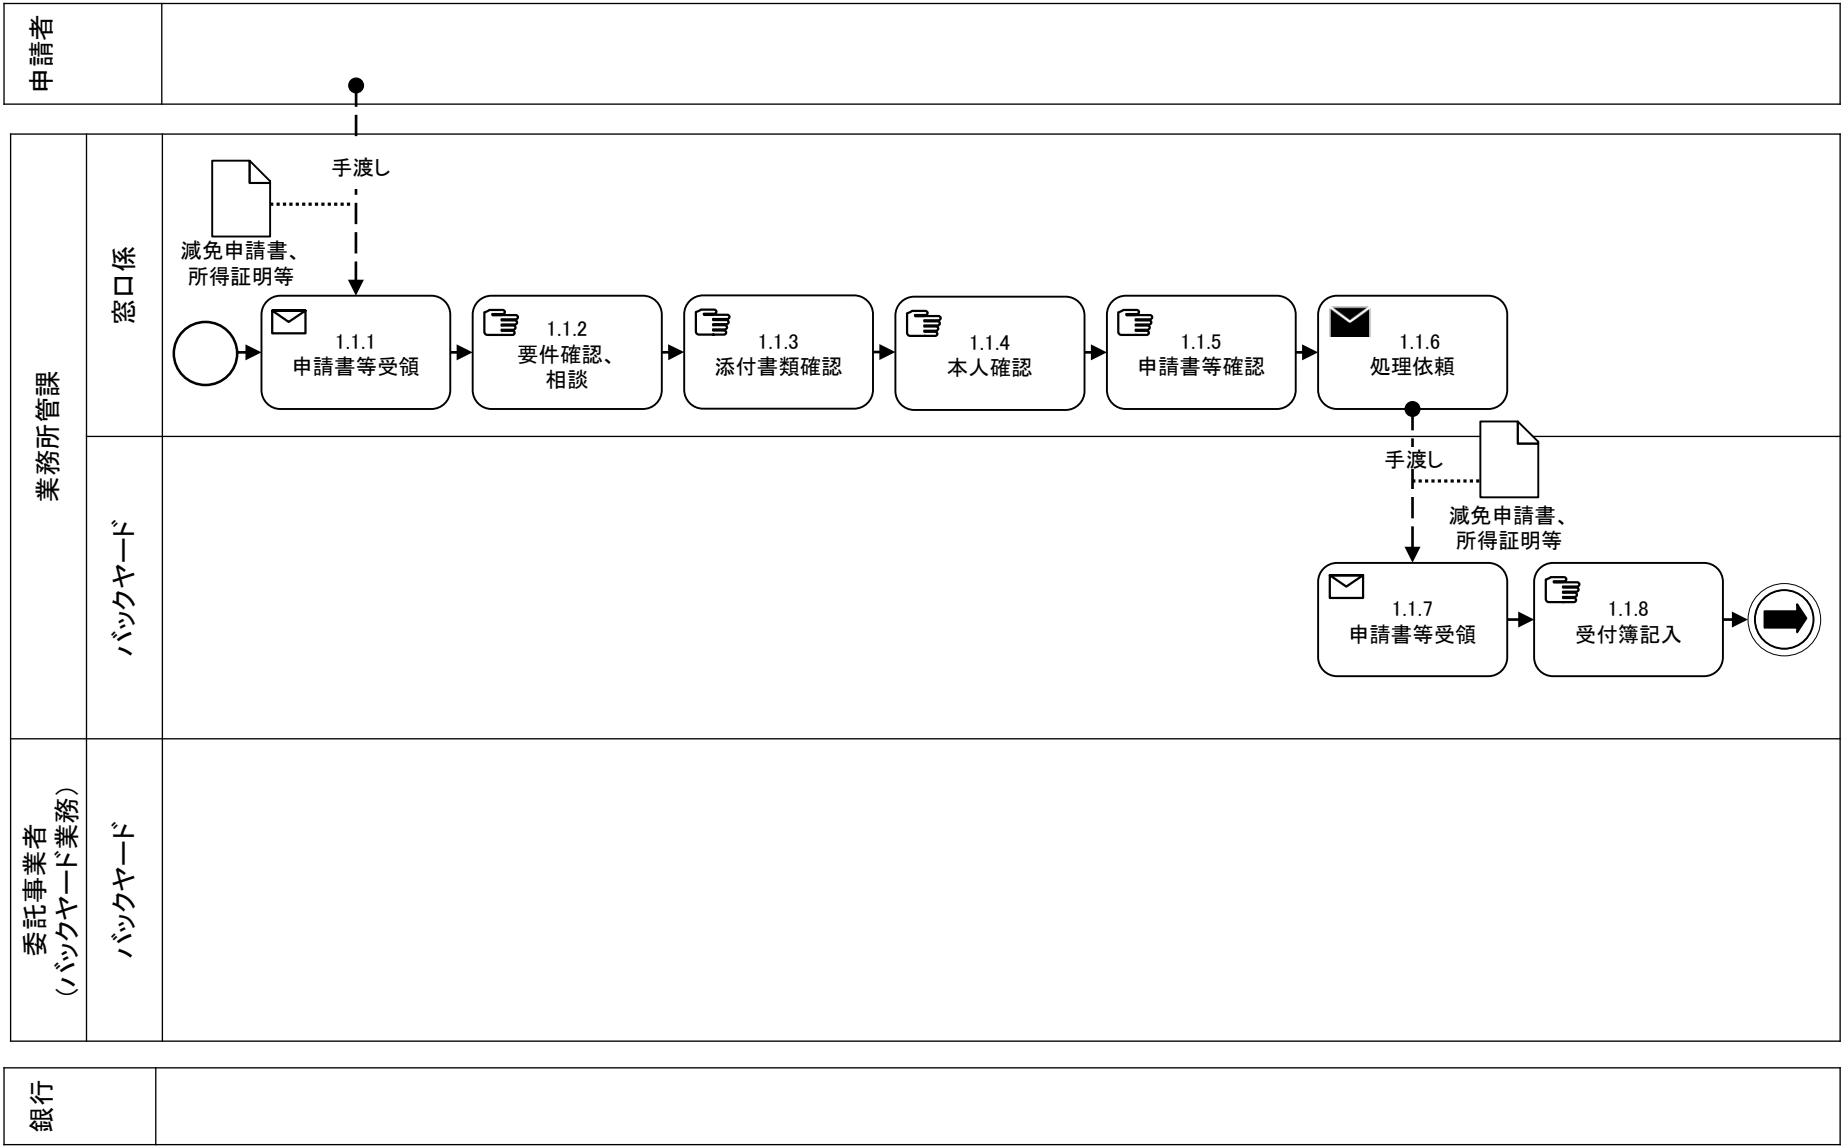 申請者
業務所管課
窓口係
手渡し
減免申請書、
所得証明等
1.1.1
申請書等受領
1.1.2
要件確認、
相談
1.1.3
添付書類確認
1.1.4
本人確認
1.1.5
申請書等確認
1.1.6
処理依頼
バックヤード
手渡し
減免申請書、
所得証明等
1.1.7
申請書等受領
1.1.8
受付簿記入
委託事業者
（バックヤード業務）
バックヤード
銀行